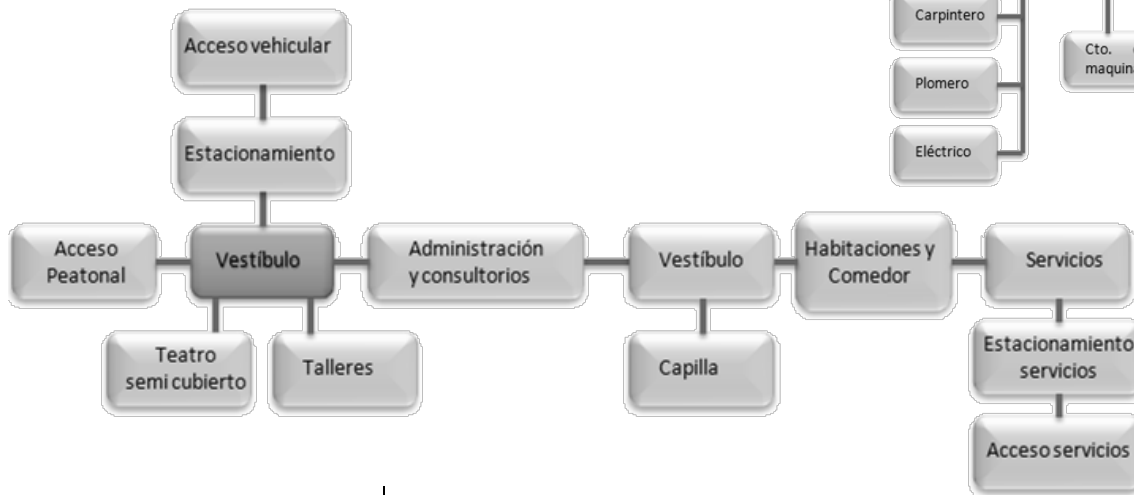 Carpintero
Cto.
Plomero
Eléctrico
Acceso vehicular
Estacionamiento
Acceso
Peatonal
Vestíbulo
Administración
y consultorios
Vestíbulo
Habitaciones y
Comedor
Servicios
Teatro
semi cubierto
Talleres
Capilla
Estacionamiento
servicios
Acceso servicios